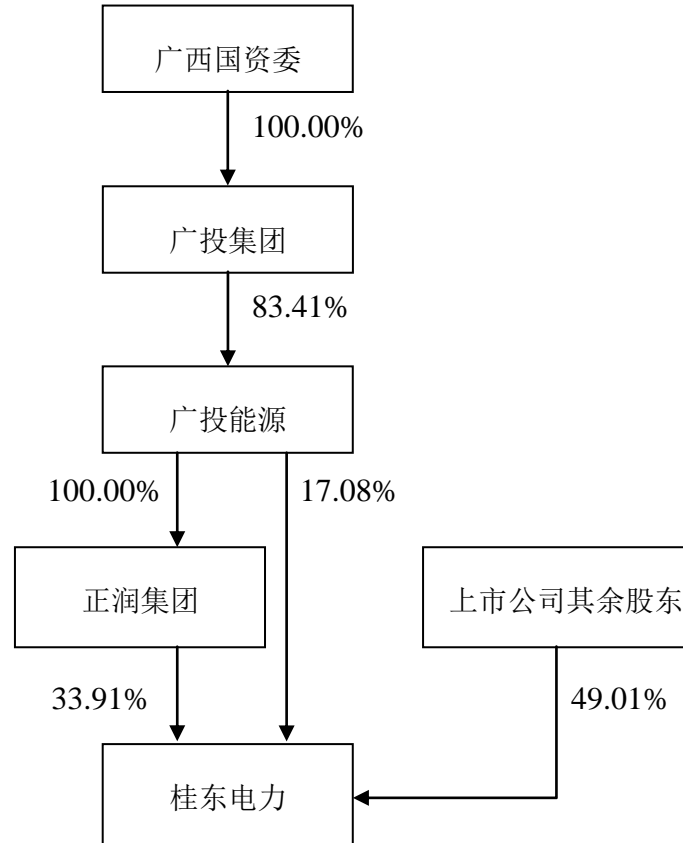 广西国资委
100.00%
广投集团
83.41%
广投能源
100.00%
17.08%
正润集团
上市公司其余股东
33.91%
49.01%
桂东电力